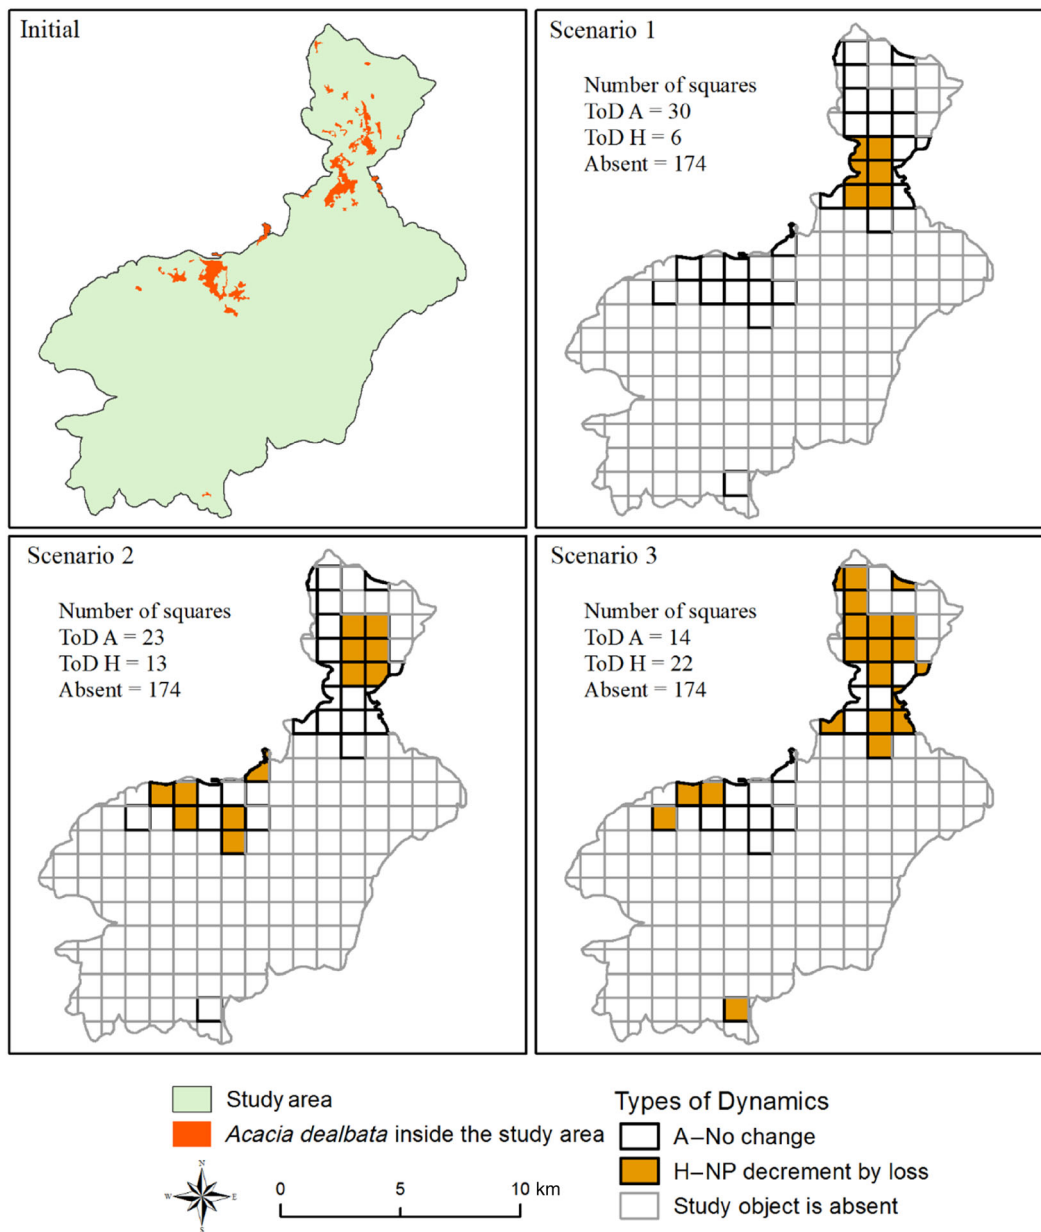 Initial
Scenario 1
Number of squares
ToD A = 30
ToD H = 6
Absent = 174
Scenario 2
Number of squares
ToD A = 23
ToD H = 13
Absent = 174
Scenario 3
Number of squares
ToD A = 14
ToD H = 22
Absent = 174
Study area
Acacia dealbata inside the study area
N
W E
S
0 5 10 km
Types of Dynamics
A–No change
H–NP decrement by loss
Study object is absent